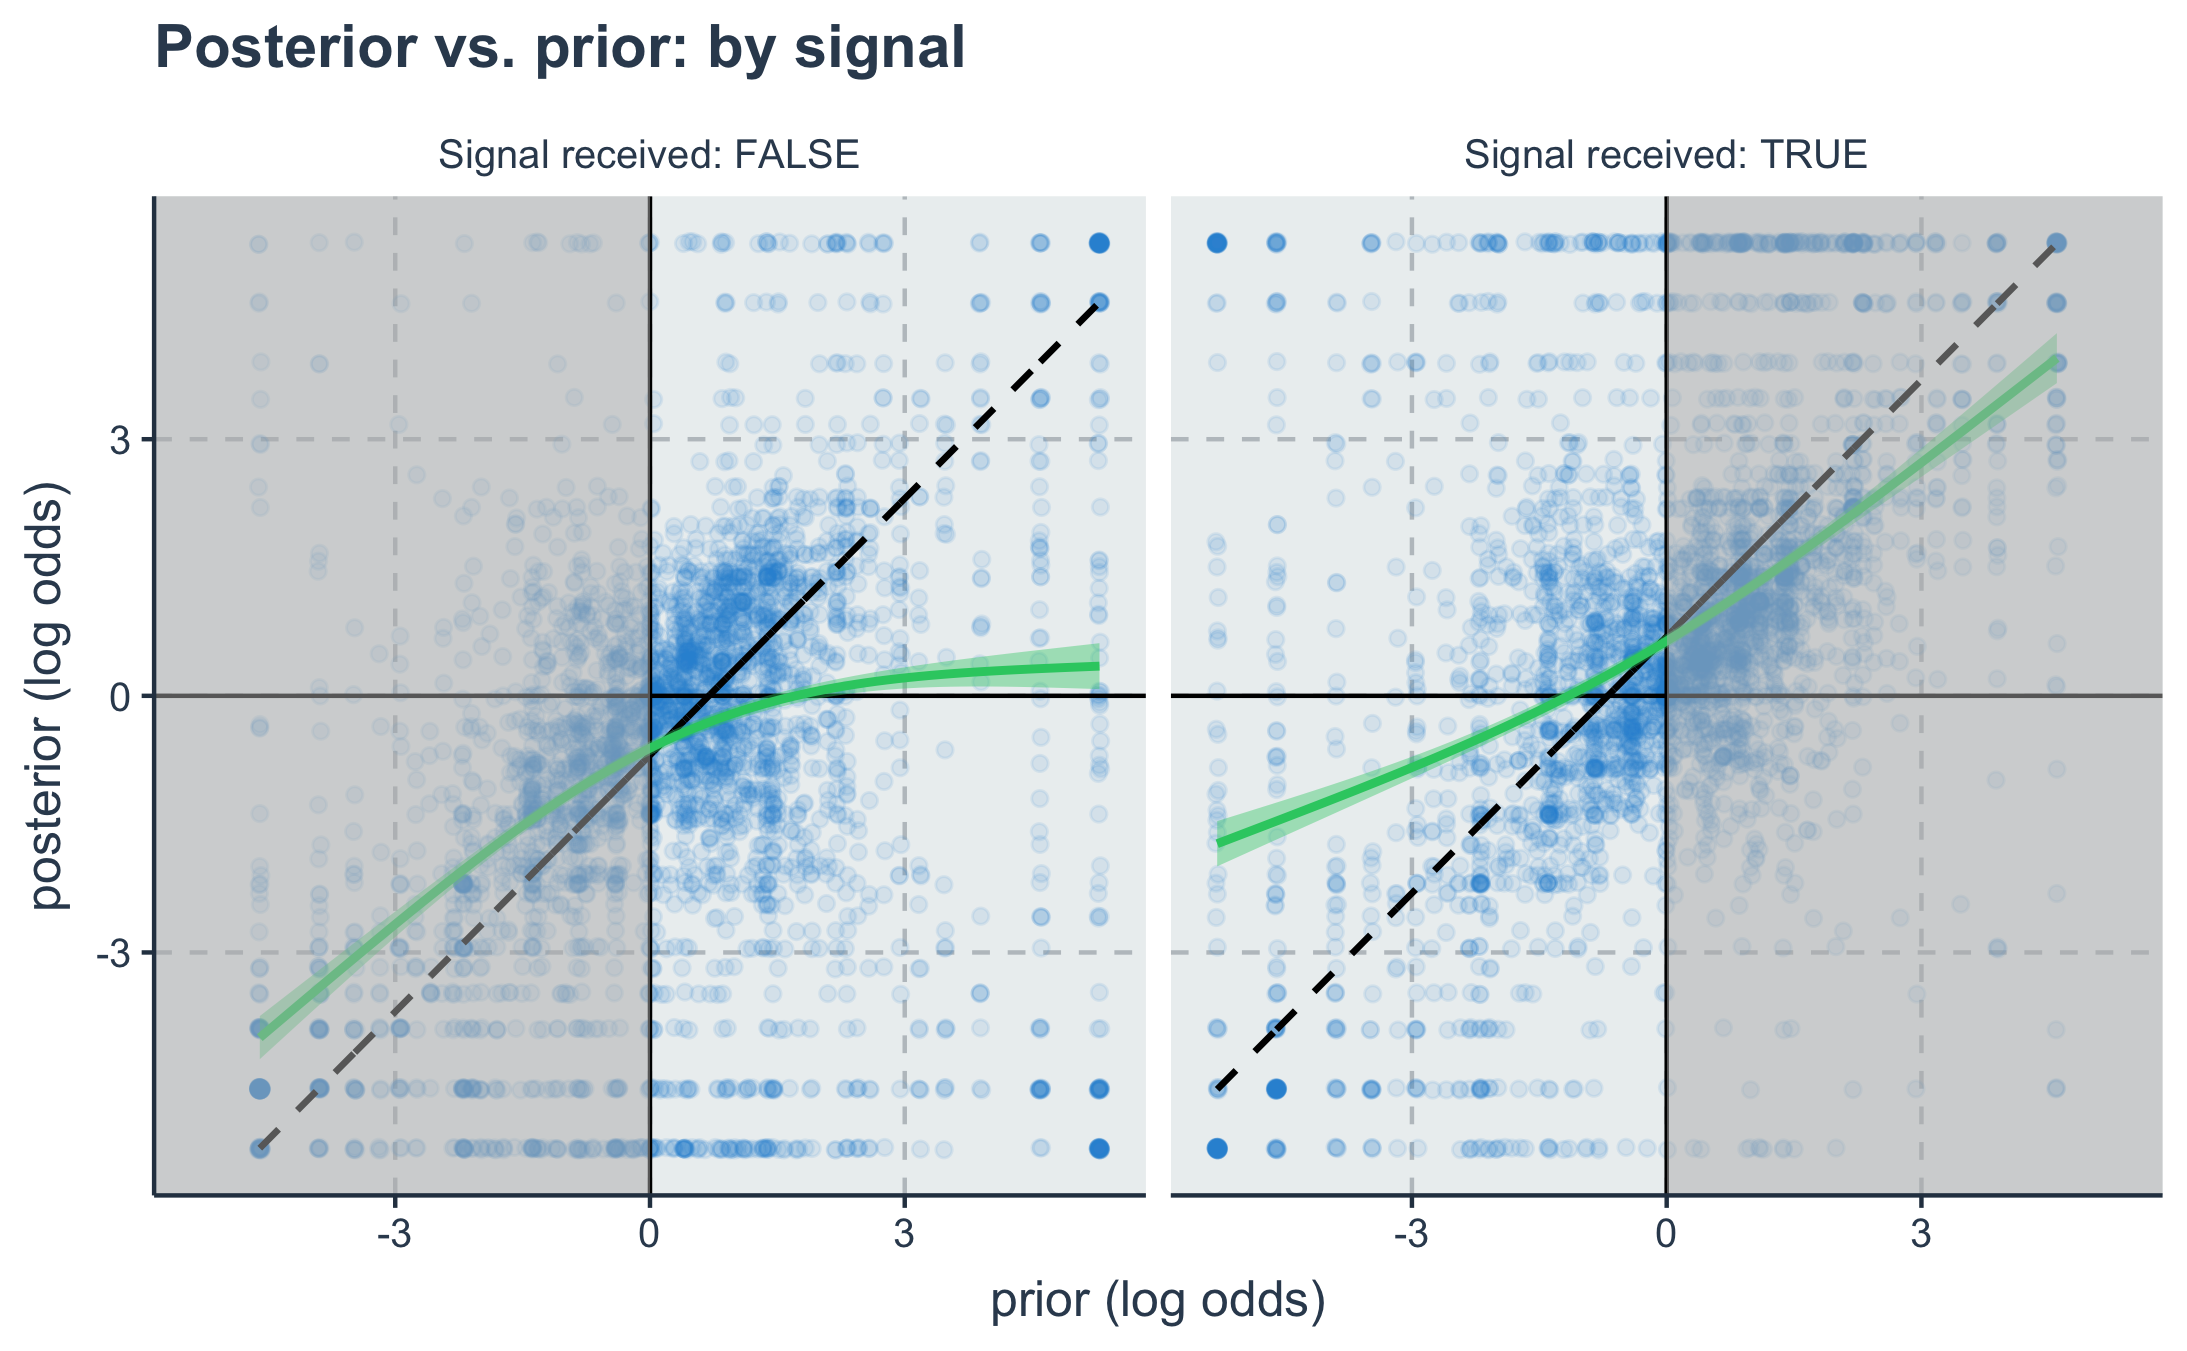 Posterior vs. prior: by signal
Signal received: FALSE
Signal received: TRUE
posterior (log odds)
3
0
-3
-3 0 3
-3 0 3
prior (log odds)